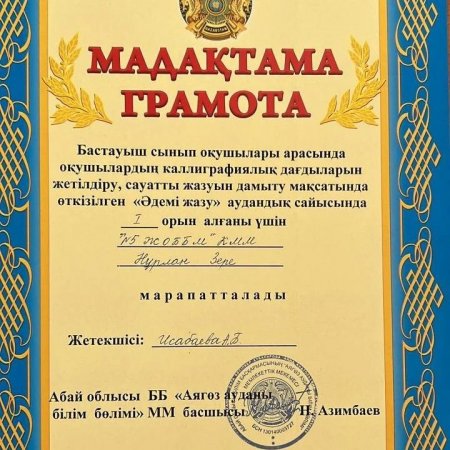 МАДАҚТАМА
ГРАМОТА
Бастауыш сынып оқушылары арасында
оқушылардың каллиграфиялық дағдыларын
жетілдіру, сауатты жазуын дамыту мақсатында
өткізілген «Әдемі жазу» аудандық сайысында
I орын алғаны үшін
"№5 ЖОББМ" КММ
Нұрлан Зере
марапатталады
Жетекшісі: Исабаева А.Б.
Абай облысы ББ «Аягөз ауданы
білім бөлімі» ММ басшысы Н. Азимбаев